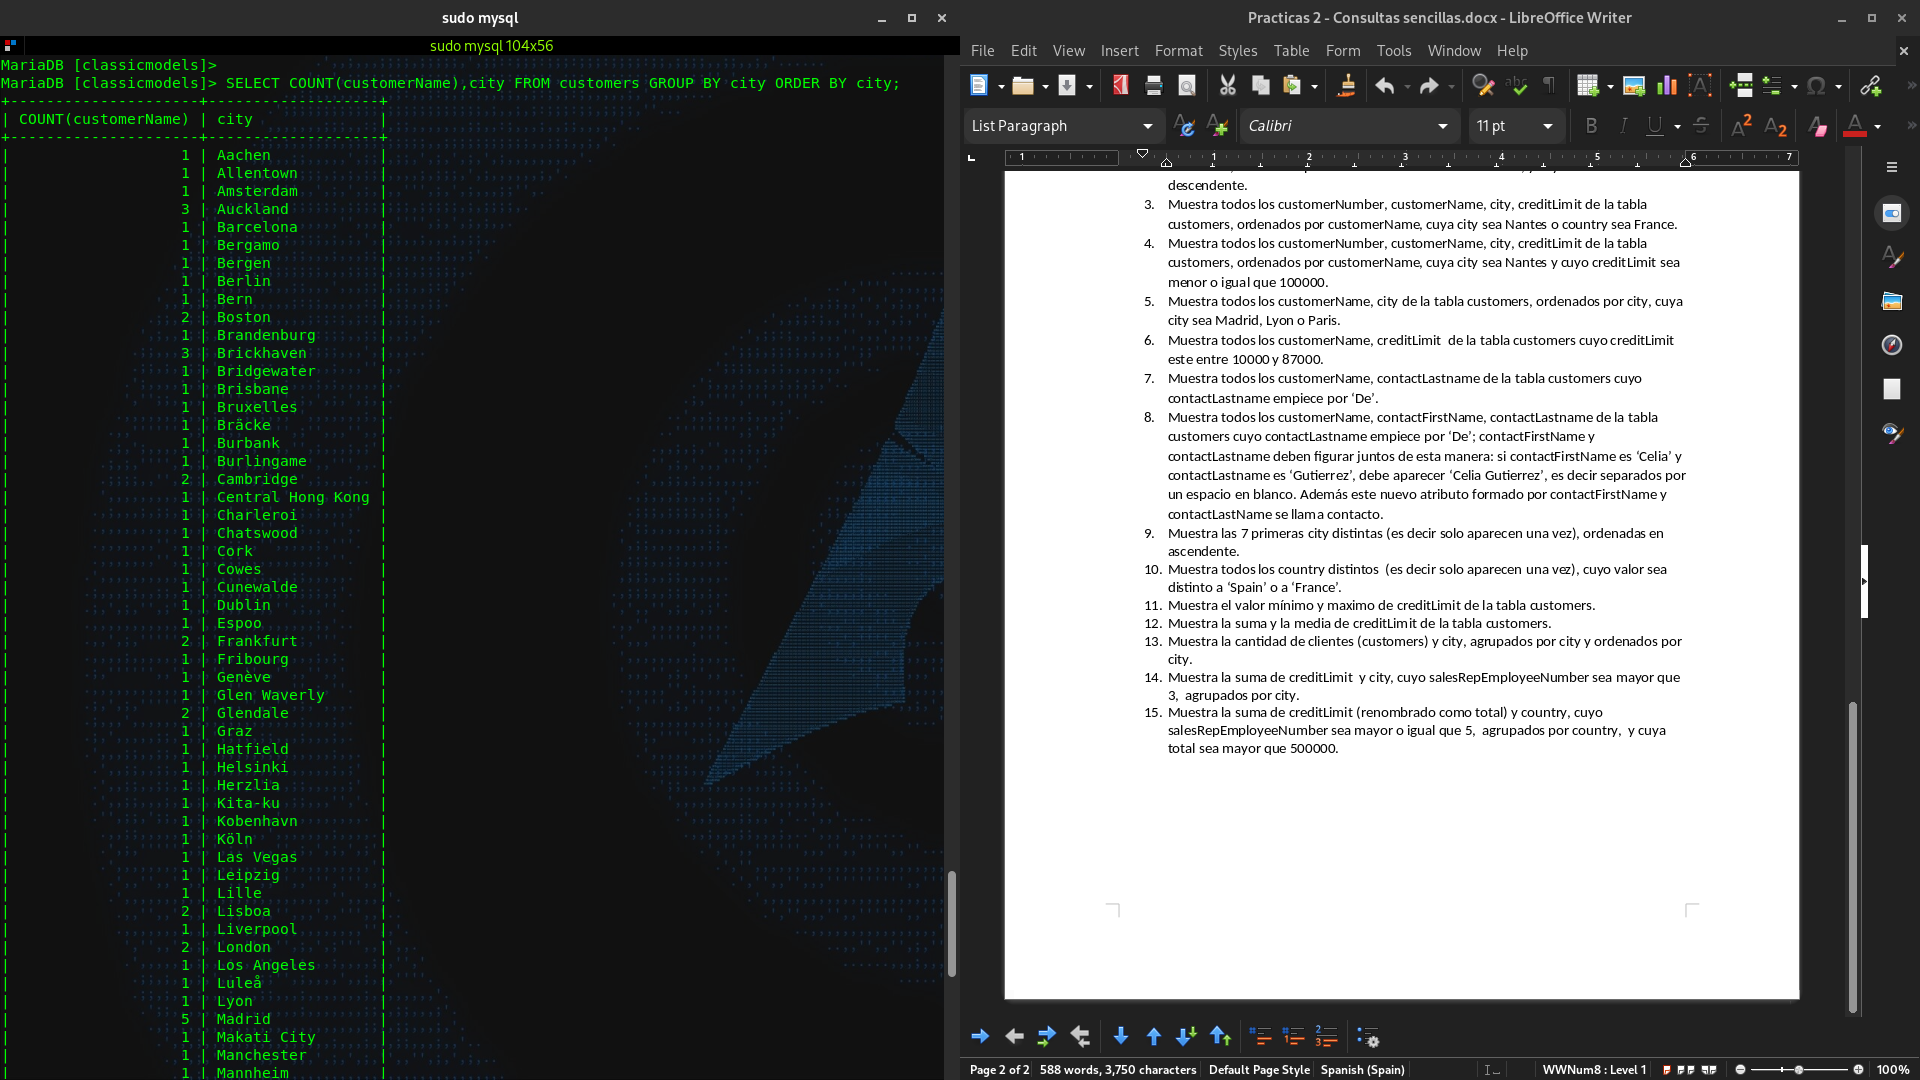 sudo mysql
sudo mysql 104x56
MariaDB [classicmodels]>
MariaDB [classicmodels]> SELECT COUNT(customerName),city FROM customers GROUP BY city ORDER BY city;
+---------------------+-------------------+
| COUNT(customerName) | city              |
+---------------------+-------------------+
|                   1 | Aachen            |
|                   1 | Allentown         |
|                   1 | Amsterdam         |
|                   3 | Auckland          |
|                   1 | Barcelona         |
|                   1 | Bergamo           |
|                   1 | Bergen            |
|                   1 | Berlin            |
|                   1 | Bern              |
|                   2 | Boston            |
|                   1 | Brandenburg       |
|                   3 | Brickhaven        |
|                   1 | Bridgewater       |
|                   1 | Brisbane          |
|                   1 | Bruxelles         |
|                   1 | Bräcke            |
|                   1 | Burbank           |
|                   1 | Burlingame        |
|                   2 | Cambridge         |
|                   1 | Central Hong Kong |
|                   1 | Charleroi         |
|                   1 | Chatswood         |
|                   1 | Cork              |
|                   1 | Cowes             |
|                   1 | Cunewalde         |
|                   1 | Dublin            |
|                   1 | Espoo             |
|                   2 | Frankfurt         |
|                   1 | Fribourg          |
|                   1 | Genève            |
|                   1 | Glen Waverly      |
|                   2 | Glendale          |
|                   1 | Graz              |
|                   1 | Hatfield          |
|                   1 | Helsinki          |
|                   1 | Herzlia           |
|                   1 | Kita-ku           |
|                   1 | Kobenhavn         |
|                   1 | Köln              |
|                   1 | Las Vegas         |
|                   1 | Leipzig           |
|                   1 | Lille             |
|                   2 | Lisboa            |
|                   1 | Liverpool         |
|                   2 | London            |
|                   1 | Los Angeles       |
|                   1 | Luleå             |
|                   1 | Lyon              |
|                   5 | Madrid            |
|                   1 | Makati City       |
|                   1 | Manchester        |
|                   1 | Mannheim          |
Practicas 2 - Consultas sencillas.docx - LibreOffice Writer
File Edit View Insert Format Styles Table Form Tools Window Help
List Paragraph Calibri 11 pt
1 1 2 3 4 5 6 7
descendente.
3. Muestra todos los customerNumber, customerName, city, creditLimit de la tabla
customers, ordenados por customerName, cuya city sea Nantes o country sea France.
4. Muestra todos los customerNumber, customerName, city, creditLimit de la tabla
customers, ordenados por customerName, cuya city sea Nantes y cuyo creditLimit sea
menor o igual que 100000.
5. Muestra todos los customerName, city de la tabla customers, ordenados por city, cuya
city sea Madrid, Lyon o Paris.
6. Muestra todos los customerName, creditLimit  de la tabla customers cuyo creditLimit
este entre 10000 y 87000.
7. Muestra todos los customerName, contactLastname de la tabla customers cuyo
contactLastname empiece por ‘De’.
8. Muestra todos los customerName, contactFirstName, contactLastname de la tabla
customers cuyo contactLastname empiece por ‘De’; contactFirstName y
contactLastname deben figurar juntos de esta manera: si contactFirstName es ‘Celia’ y
contactLastname es ‘Gutierrez’, debe aparecer ‘Celia Gutierrez’, es decir separados por
un espacio en blanco. Además este nuevo atributo formado por contactFirstName y
contactLastName se llama contacto.
9. Muestra las 7 primeras city distintas (es decir solo aparecen una vez), ordenadas en
ascendente.
10. Muestra todos los country distintos  (es decir solo aparecen una vez), cuyo valor sea
distinto a ‘Spain’ o a ‘France’.
11. Muestra el valor mínimo y maximo de creditLimit de la tabla customers.
12. Muestra la suma y la media de creditLimit de la tabla customers.
13. Muestra la cantidad de clientes (customers) y city, agrupados por city y ordenados por
city.
14. Muestra la suma de creditLimit  y city, cuyo salesRepEmployeeNumber sea mayor que
3,  agrupados por city.
15. Muestra la suma de creditLimit (renombrado como total) y country, cuyo
salesRepEmployeeNumber sea mayor o igual que 5,  agrupados por country,  y cuya
total sea mayor que 500000.
Page 2 of 2 588 words, 3,750 characters Default Page Style Spanish (Spain) WWNum8 : Level 1 100%